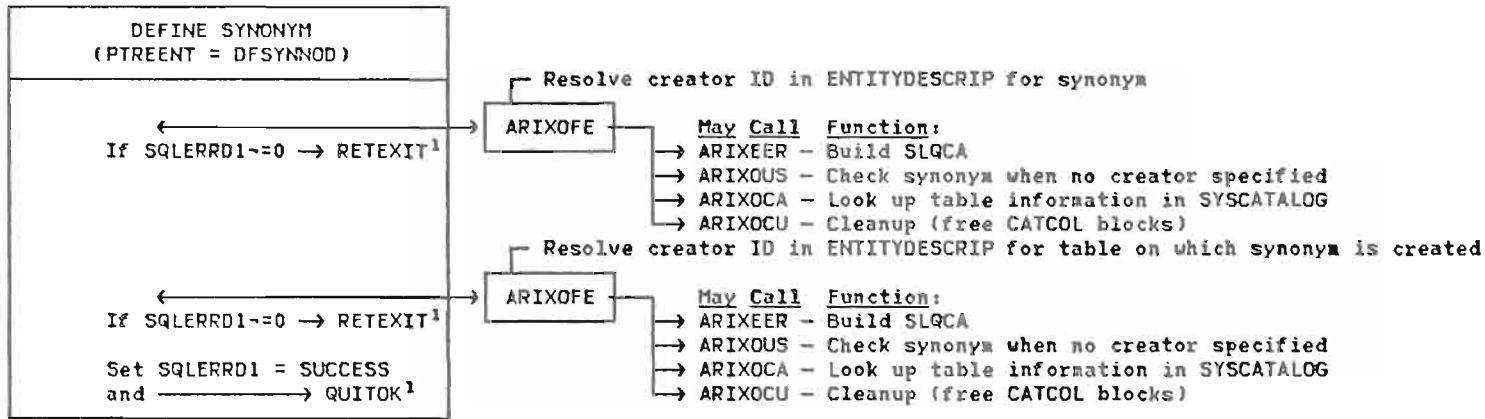 DEFINE SYNONYM
(PTREENT = DFSYNNOD)
Resolve creator ID in ENTITYDESCRIP for synonym
ARIXOFE
May Call Function:
If SQLERRD1¬=0 → RETEXIT¹
→ ARIXEER — Build SLQCA
→ ARIXOUS — Check synonym when no creator specified
→ ARIXOCA — Look up table information in SYSCATALOG
→ ARIXOCU — Cleanup (free CATCOL blocks)
Resolve creator ID in ENTITYDESCRIP for table on which synonym is created
ARIXOFE
May Call Function:
If SQLERRD1¬=0 → RETEXIT¹
→ ARIXEER — Build SLQCA
→ ARIXOUS — Check synonym when no creator specified
Set SQLERRD1 = SUCCESS
→ ARIXOCA — Look up table information in SYSCATALOG
and → QUITOK¹
→ ARIXOCU — Cleanup (free CATCOL blocks)